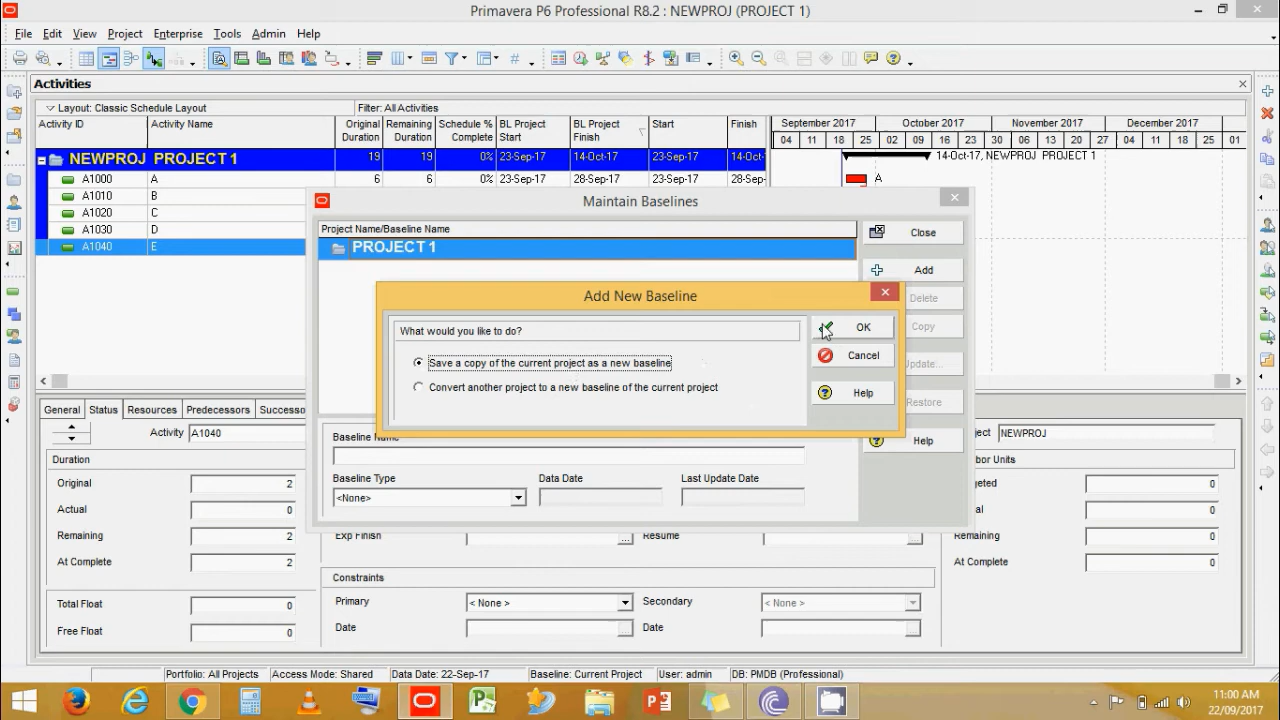 Primavera P6 Professional R8.2 : NEWPROJ (PROJECT 1)
File Edit View Project Enterprise Tools Admin Help
Activities
Layout: Classic Schedule Layout Filter: All Activities
Activity ID Activity Name Original Duration Remaining Duration Schedule % Complete BL Project Start BL Project Finish Start Finish
September 2017 October 2017 November 2017 December 2017
04 11 18 25 02 09 16 23 30 06 13 20 27 04 11 18 25 01
NEWPROJ PROJECT 1 19 19 0% 23-Sep-17 14-Oct-17 23-Sep-17 14-Oct- 14-Oct-17, NEWPROJ PROJECT 1
A1000 A 6 6 0% 23-Sep-17 28-Sep-17 23-Sep-17 28-Sep- A
A1010 B
A1020 C
A1030 D
A1040 E
Maintain Baselines
Project Name/Baseline Name
PROJECT 1
Close
Add
Delete
Copy
Update...
Restore
Help
Add New Baseline
What would you like to do?
Save a copy of the current project as a new baseline
Convert another project to a new baseline of the current project
OK
Cancel
Help
Baseline Name
Baseline Type Data Date Last Update Date
<None>
General Status Resources Predecessors Successo
Activity A1040 ject NEWPROJ
Duration bor Units
Original 2 geted 0
Actual 0 al 0
Remaining 2 Exp Finish Resume Remaining 0
At Complete 2 At Complete 0
Constraints
Total Float 0 Primary < None > Secondary < None >
Free Float 0 Date Date
Portfolio: All Projects Access Mode: Shared Data Date: 22-Sep-17 Baseline: Current Project User: admin DB: PMDB (Professional)
11:00 AM
22/09/2017